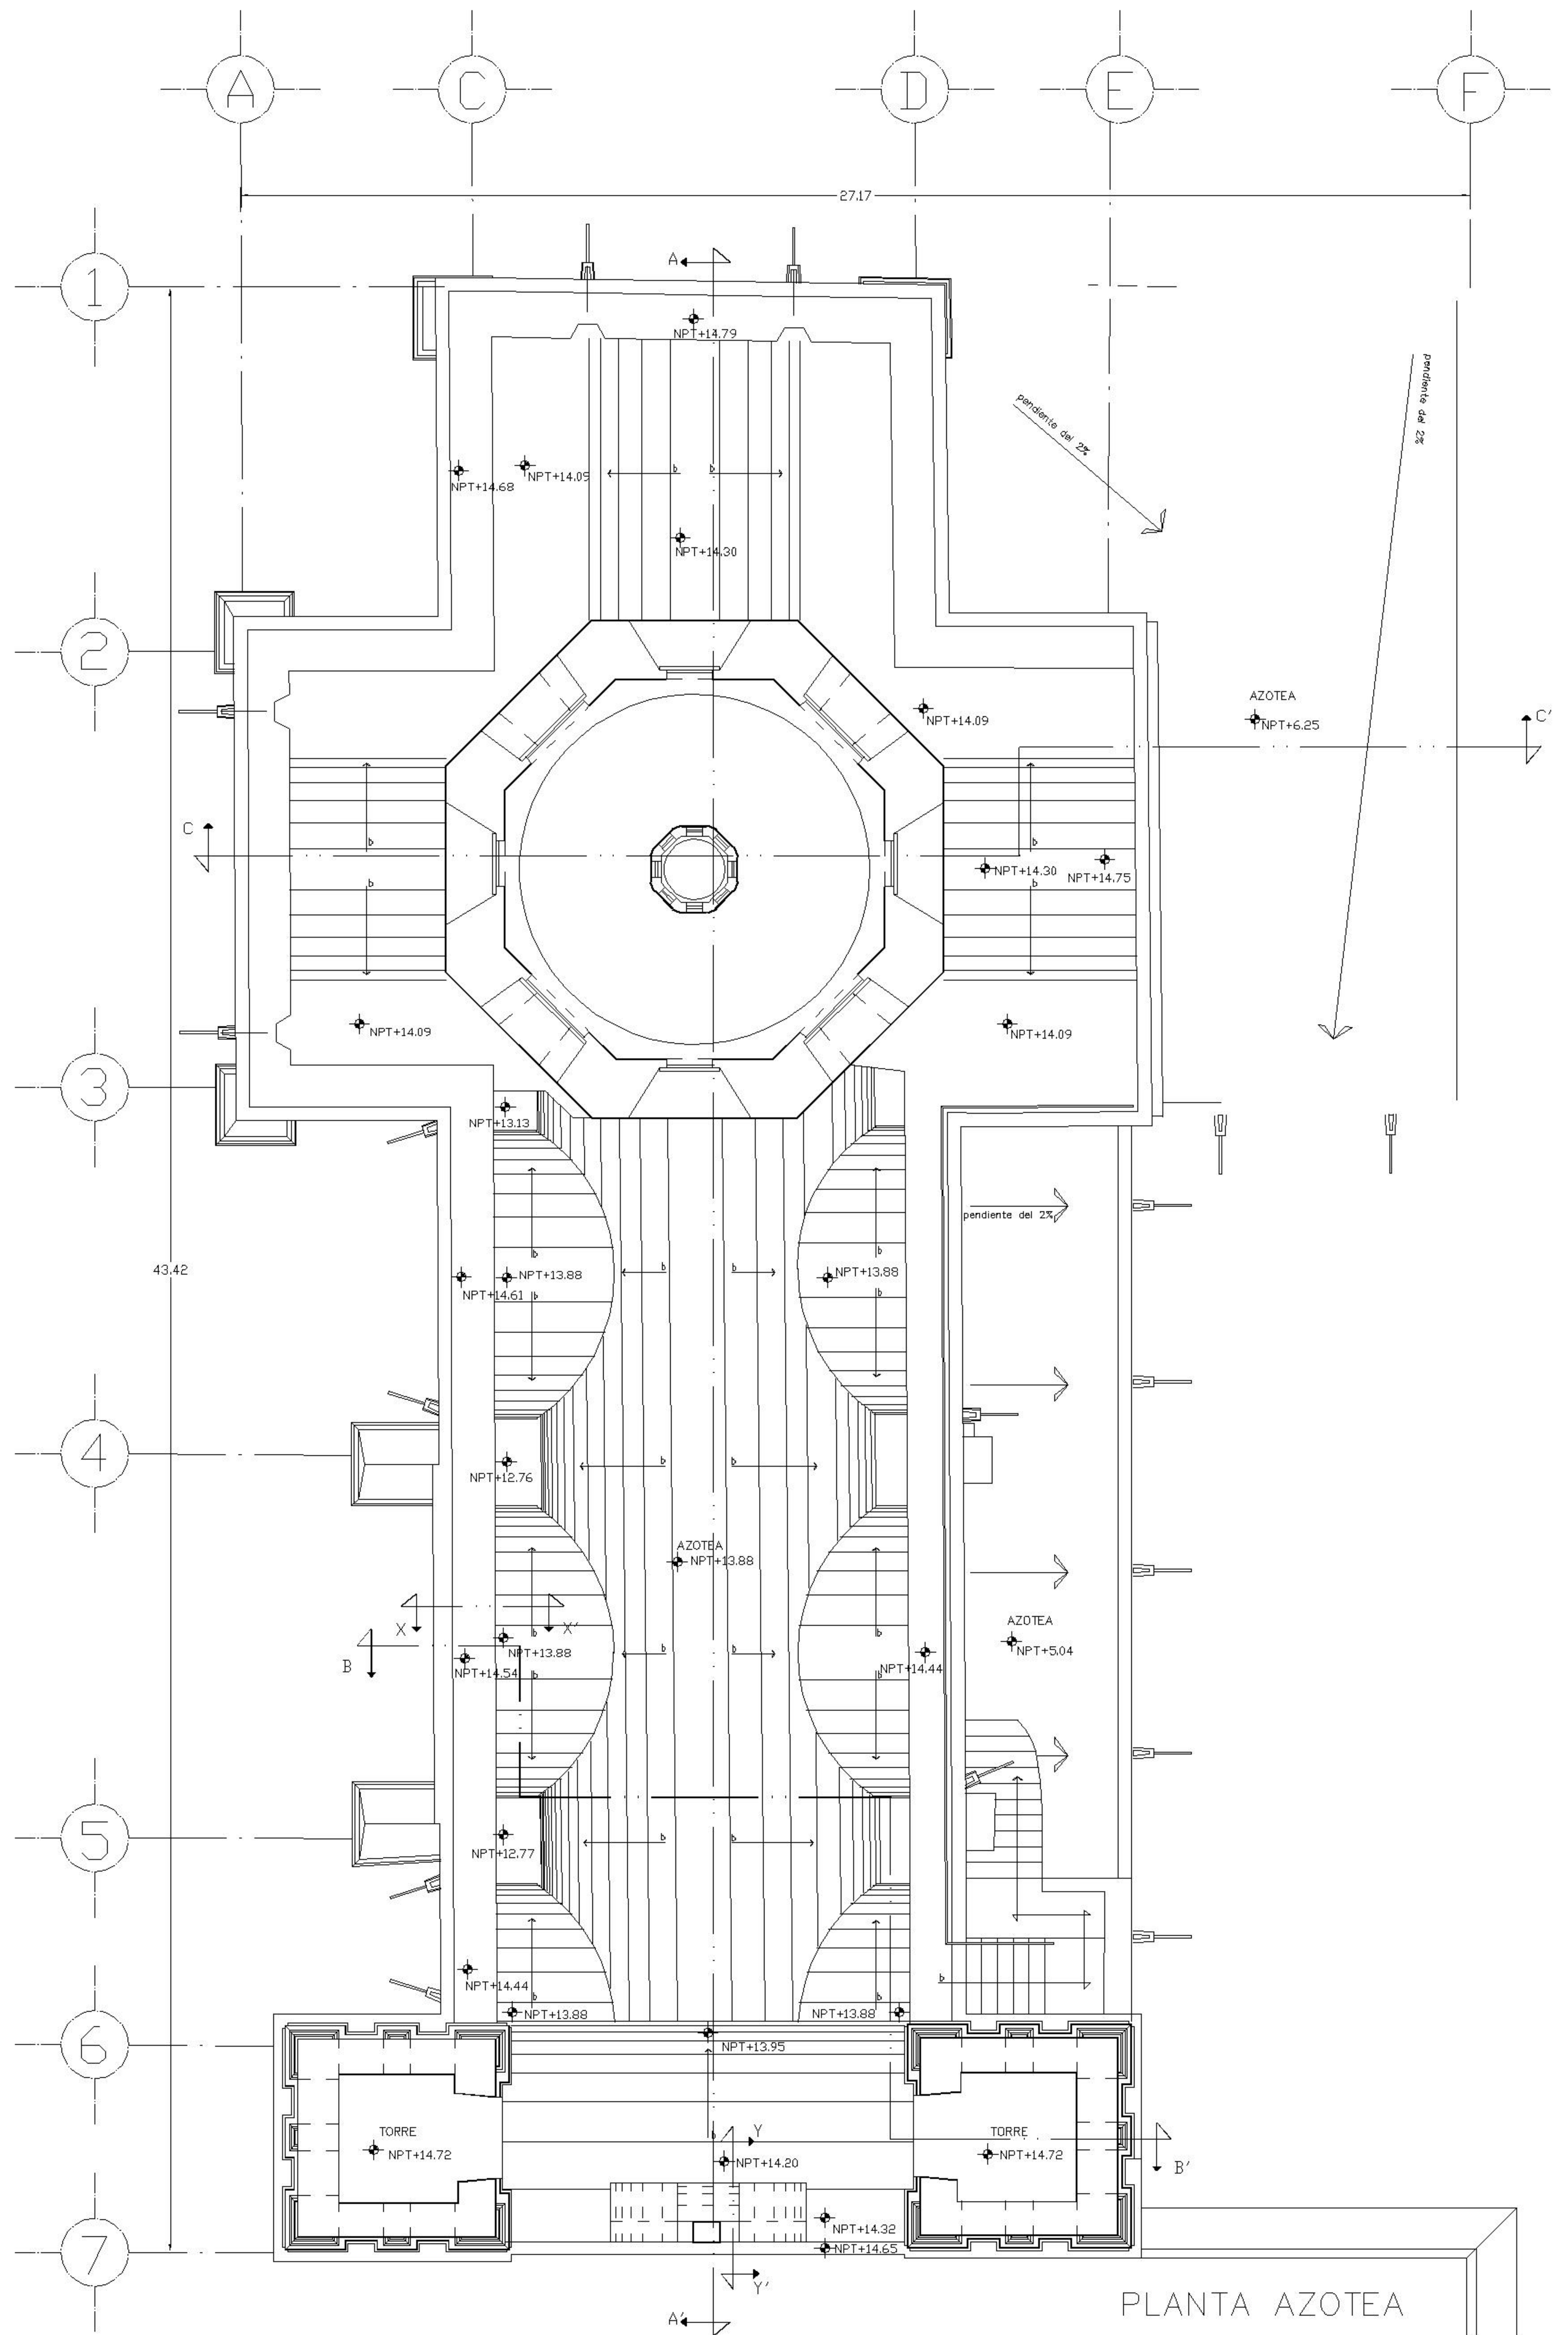 A
C
D
E
F
27.17
1
A
NPT+14.79
pendiente del 2%
pendiente del 2%
NPT+14.68
NPT+14.09
b
b
NPT+14.30
2
AZOTEA
NPT+6.25
NPT+14.09
C'
C
b
b
b
b
NPT+14.30
NPT+14.75
NPT+14.09
NPT+14.09
3
NPT+13.13
pendiente del 2%
43.42
b
b
b
b
NPT+13.88
NPT+13.88
NPT+14.61
b
b
4
b
b
NPT+12.76
AZOTEA
NPT+13.88
X
X'
AZOTEA
NPT+5.04
b
b
b
b
NPT+13.88
B
NPT+14.54
NPT+14.44
b
b
5
b
b
NPT+12.77
NPT+14.44
b
b
b
NPT+13.88
NPT+13.88
6
NPT+13.95
TORRE
NPT+14.72
b
Y
NPT+14.20
TORRE
NPT+14.72
B'
NPT+14.32
NPT+14.65
7
Y'
A'
PLANTA AZOTEA